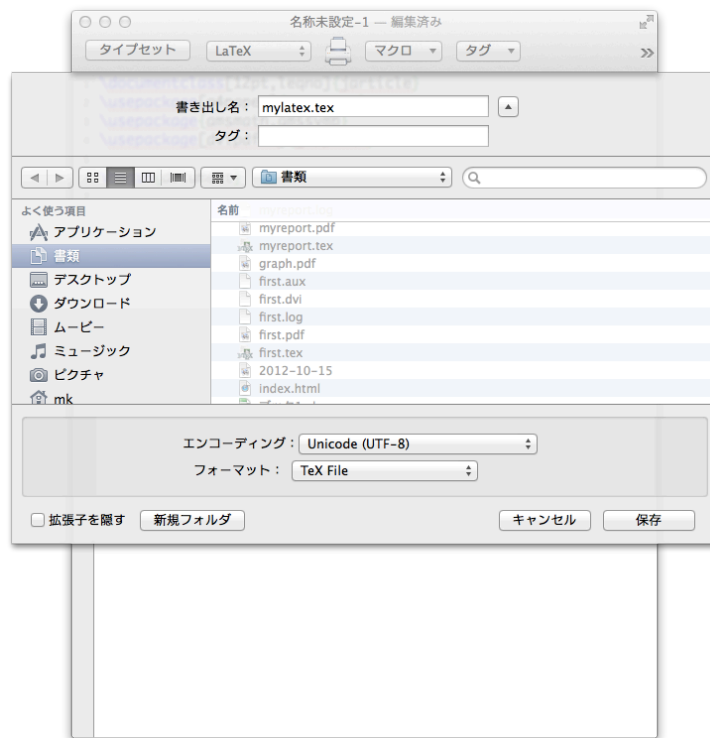 名称未設定-1 — 編集済み
タイプセット LaTeX マクロ タグ »
\documentclass[12pt,leqno]{jarticle}
書き出し名： mylatex.tex
タグ：
書類
よく使う項目
アプリケーション
書類
デスクトップ
ダウンロード
ムービー
ミュージック
ピクチャ
mk
名前
myreport.log
myreport.pdf
myreport.tex
graph.pdf
first.aux
first.dvi
first.log
first.pdf
first.tex
2012-10-15
index.html
エンコーディング： Unicode (UTF-8)
フォーマット： TeX File
拡張子を隠す 新規フォルダ キャンセル 保存